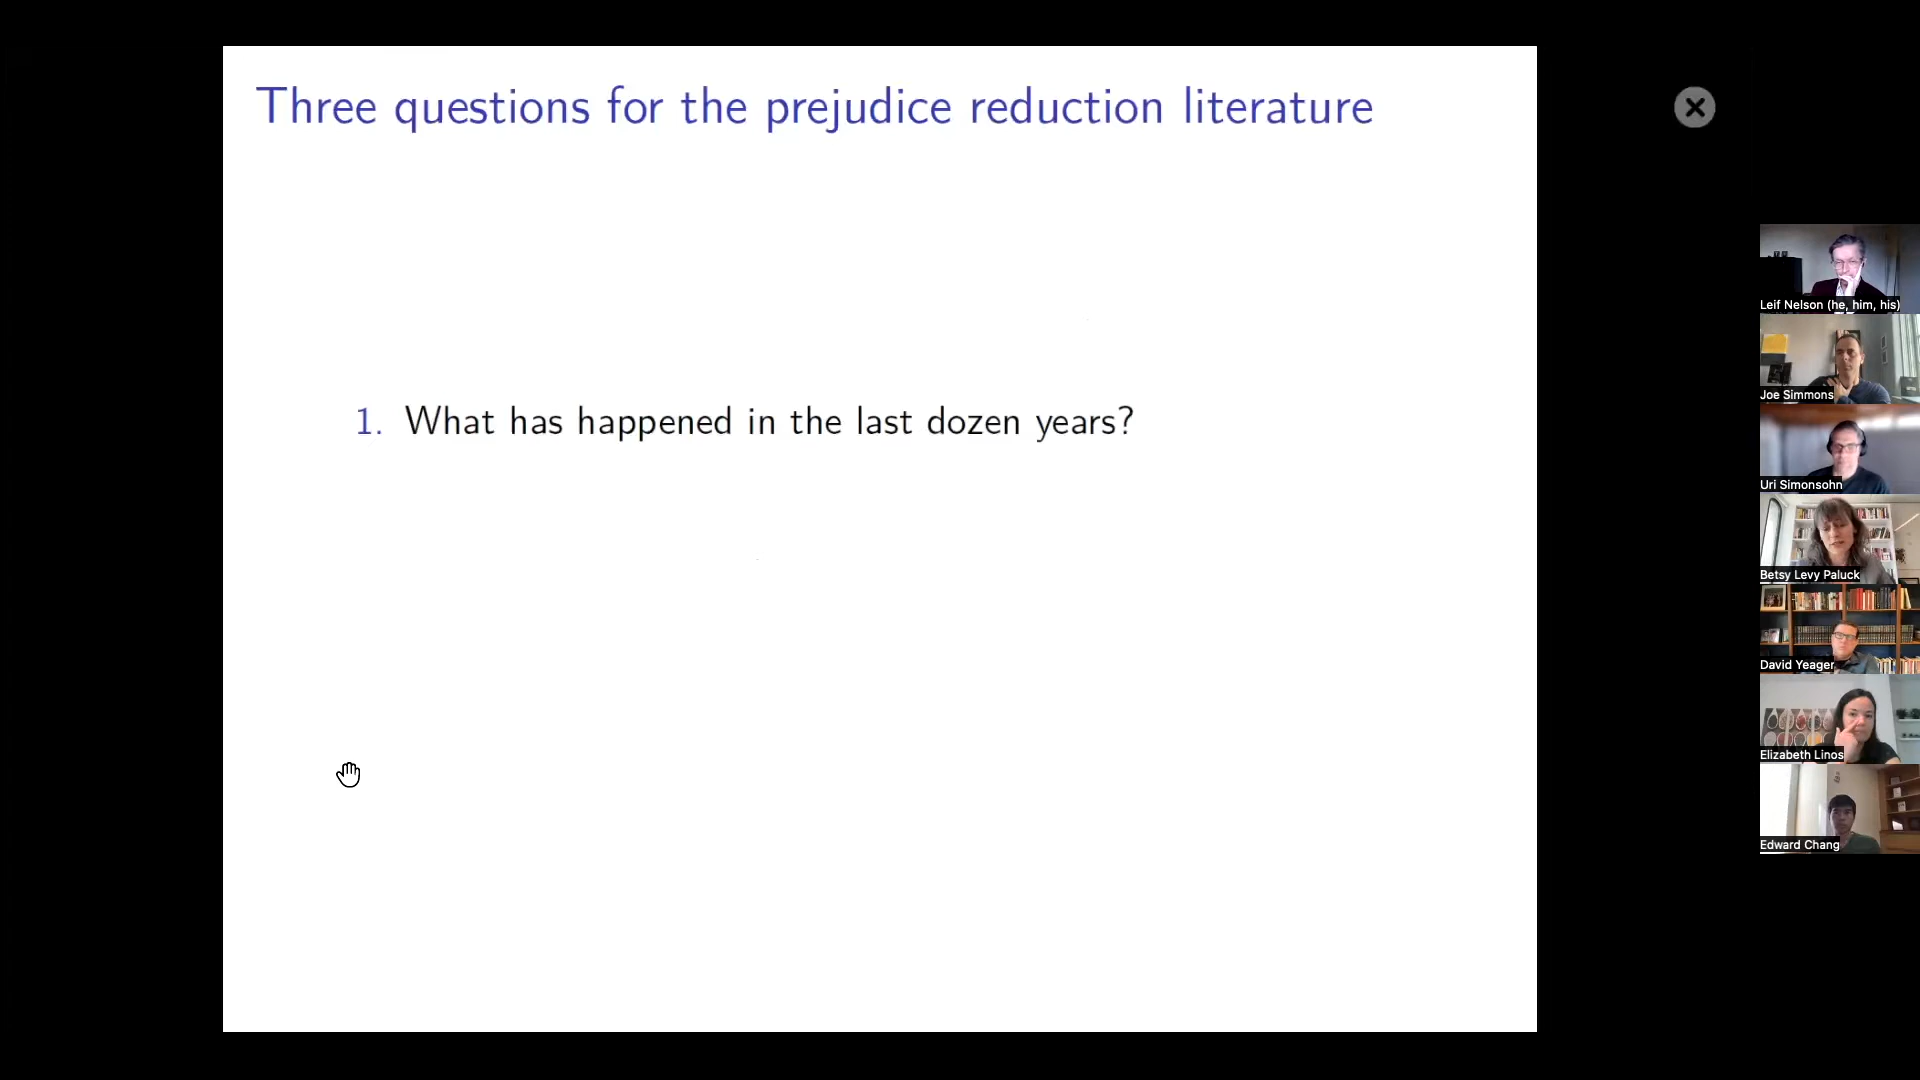 Three questions for the prejudice reduction literature
1. What has happened in the last dozen years?
Leif Nelson (he, him, his)
Joe Simmons
Uri Simonsohn
Betsy Levy Paluck
David Yeager
Elizabeth Linos
Edward Chang